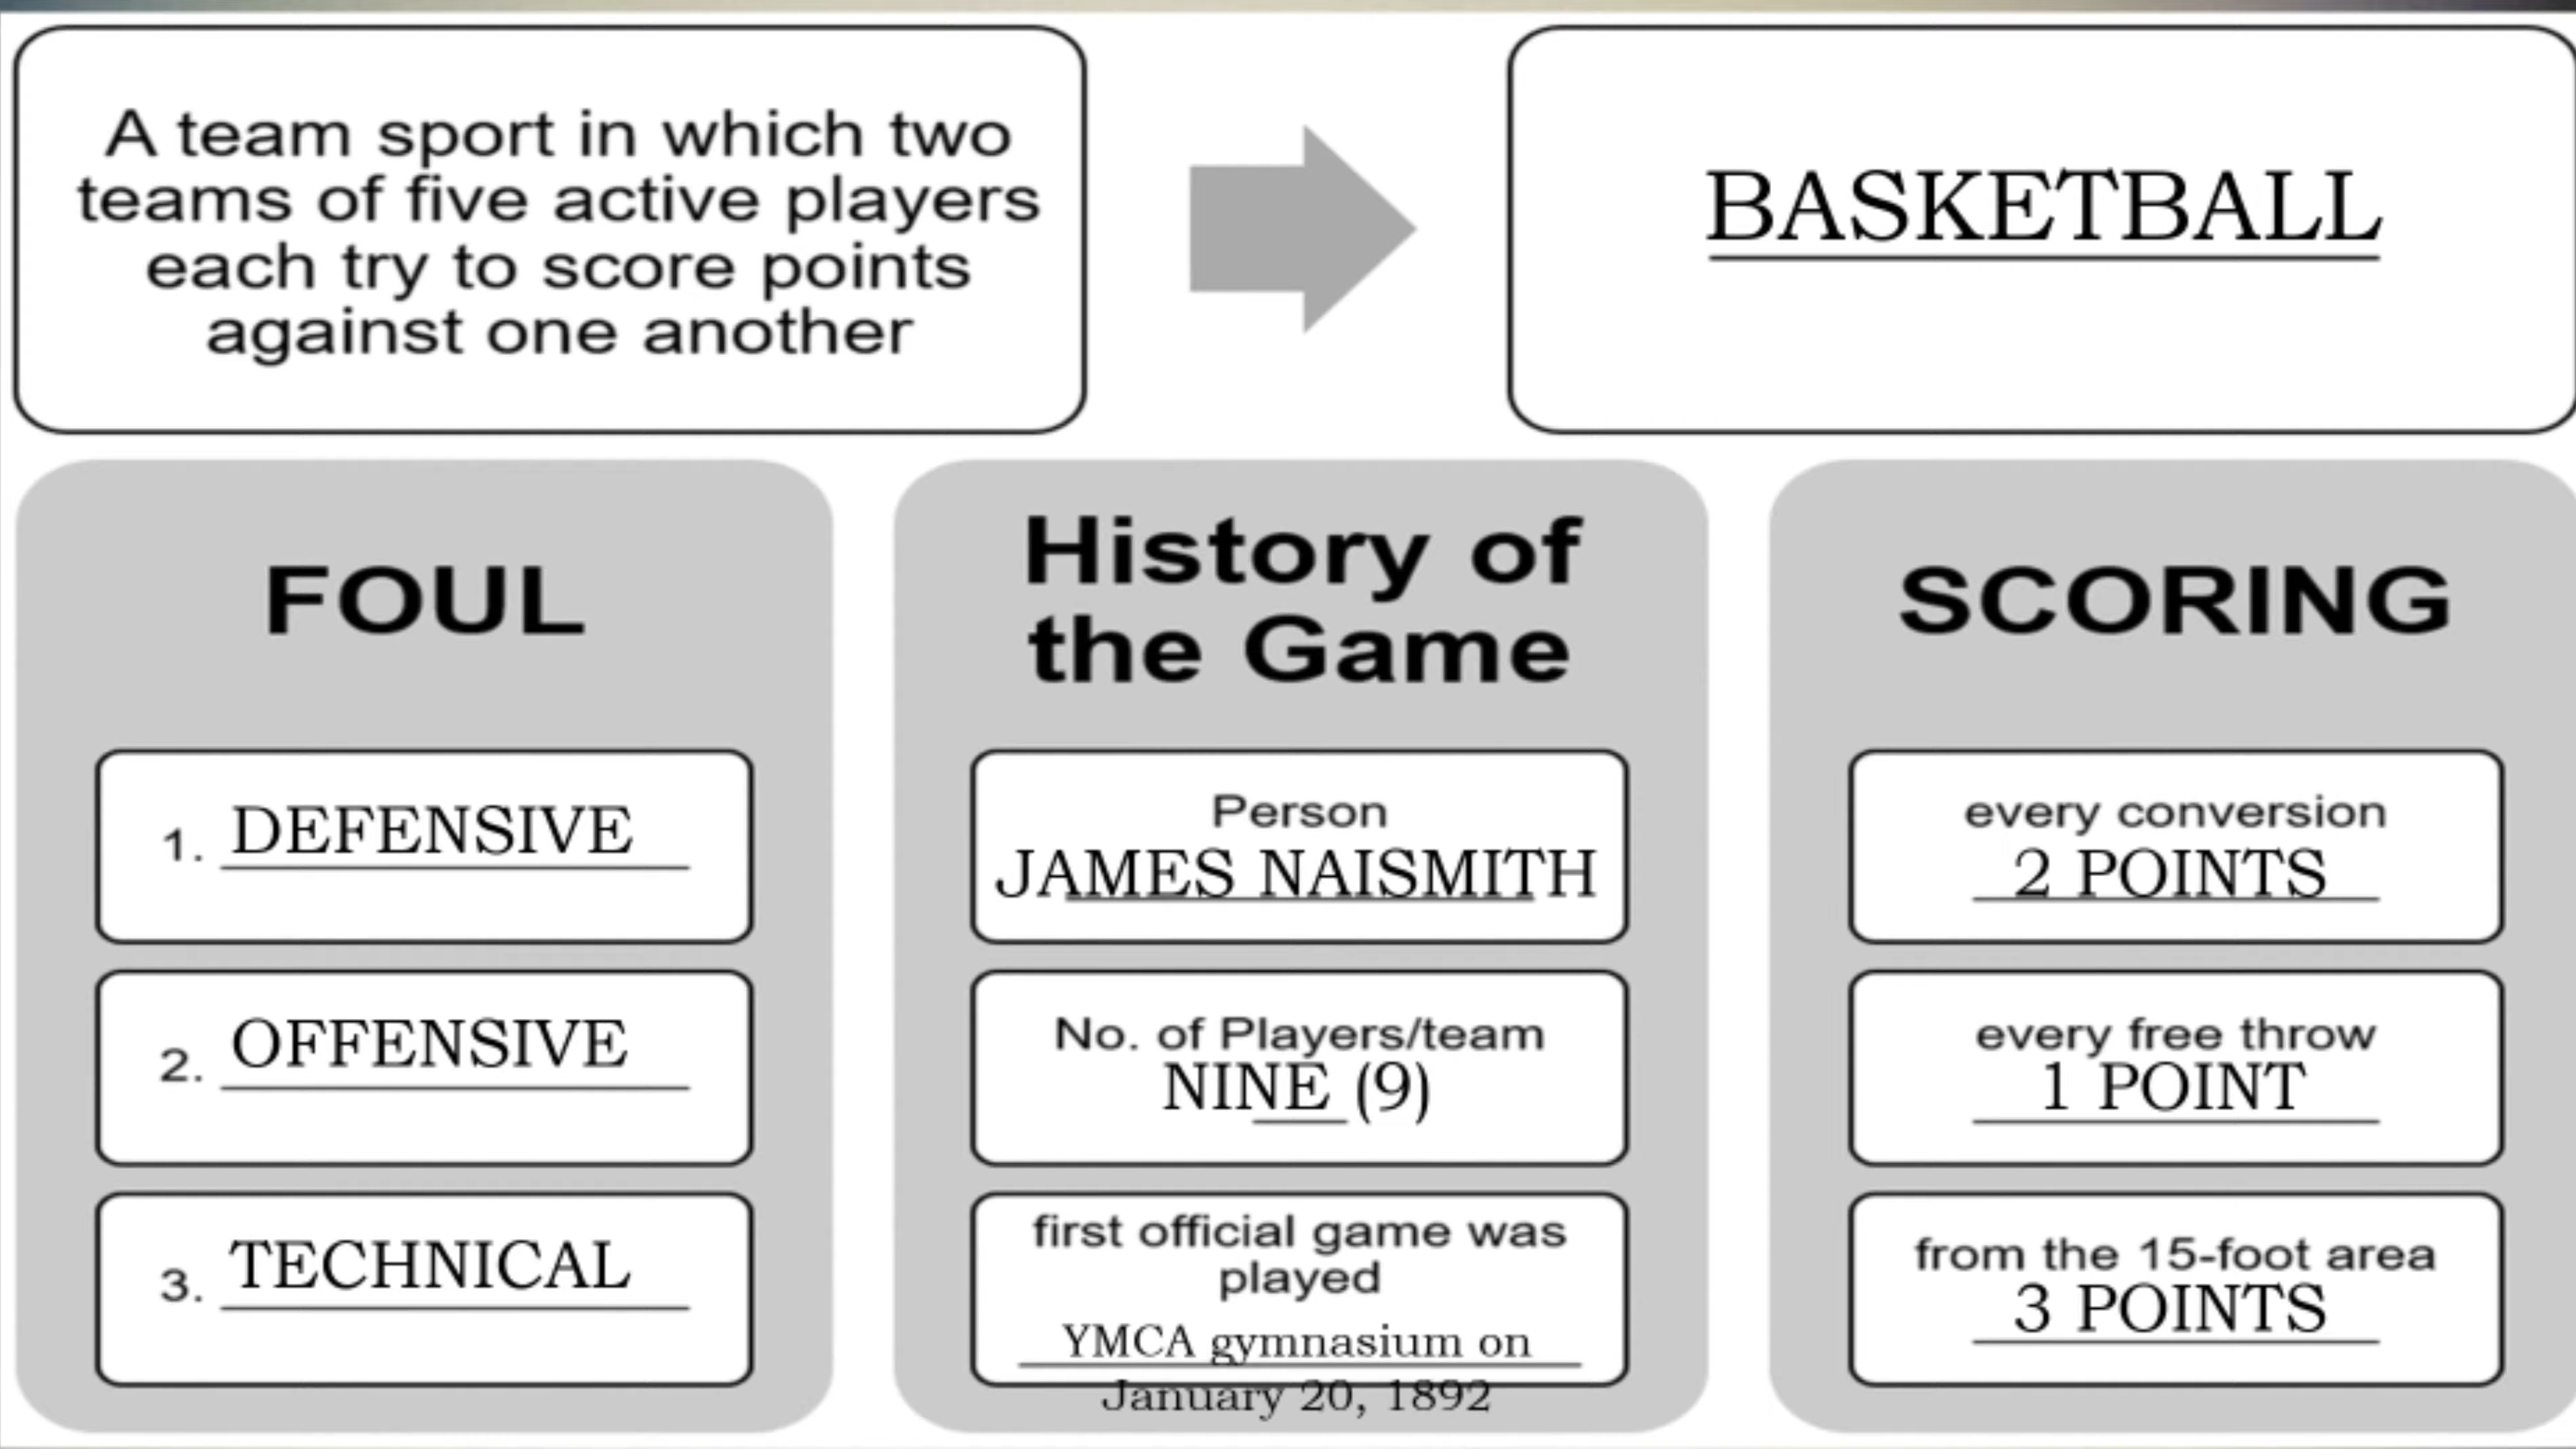 A team sport in which two
teams of five active players
each try to score points
against one another
BASKETBALL
FOUL
1. DEFENSIVE
2. OFFENSIVE
3. TECHNICAL
History of
the Game
Person
JAMES NAISMITH
No. of Players/team
NINE (9)
first official game was
played
YMCA gymnasium on
January 20, 1892
SCORING
every conversion
2 POINTS
every free throw
1 POINT
from the 15-foot area
3 POINTS